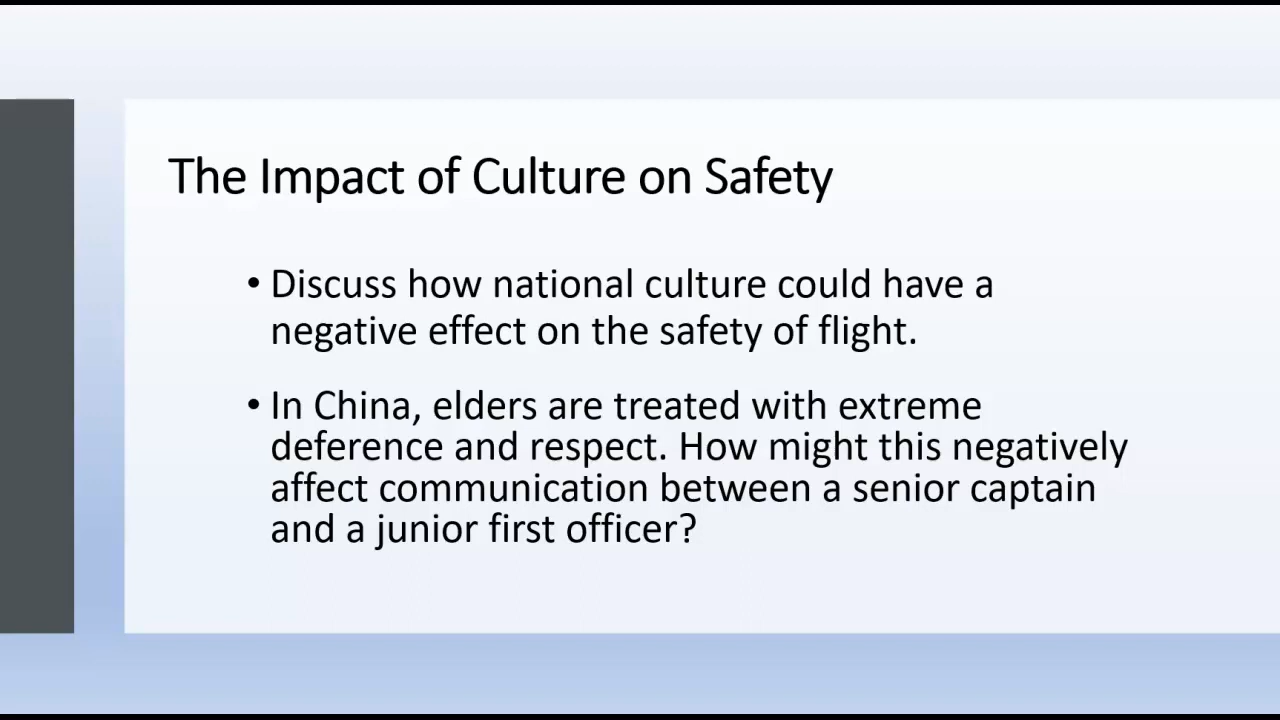 The Impact of Culture on Safety
• Discuss how national culture could have a
negative effect on the safety of flight.
• In China, elders are treated with extreme
deference and respect. How might this negatively
affect communication between a senior captain
and a junior first officer?